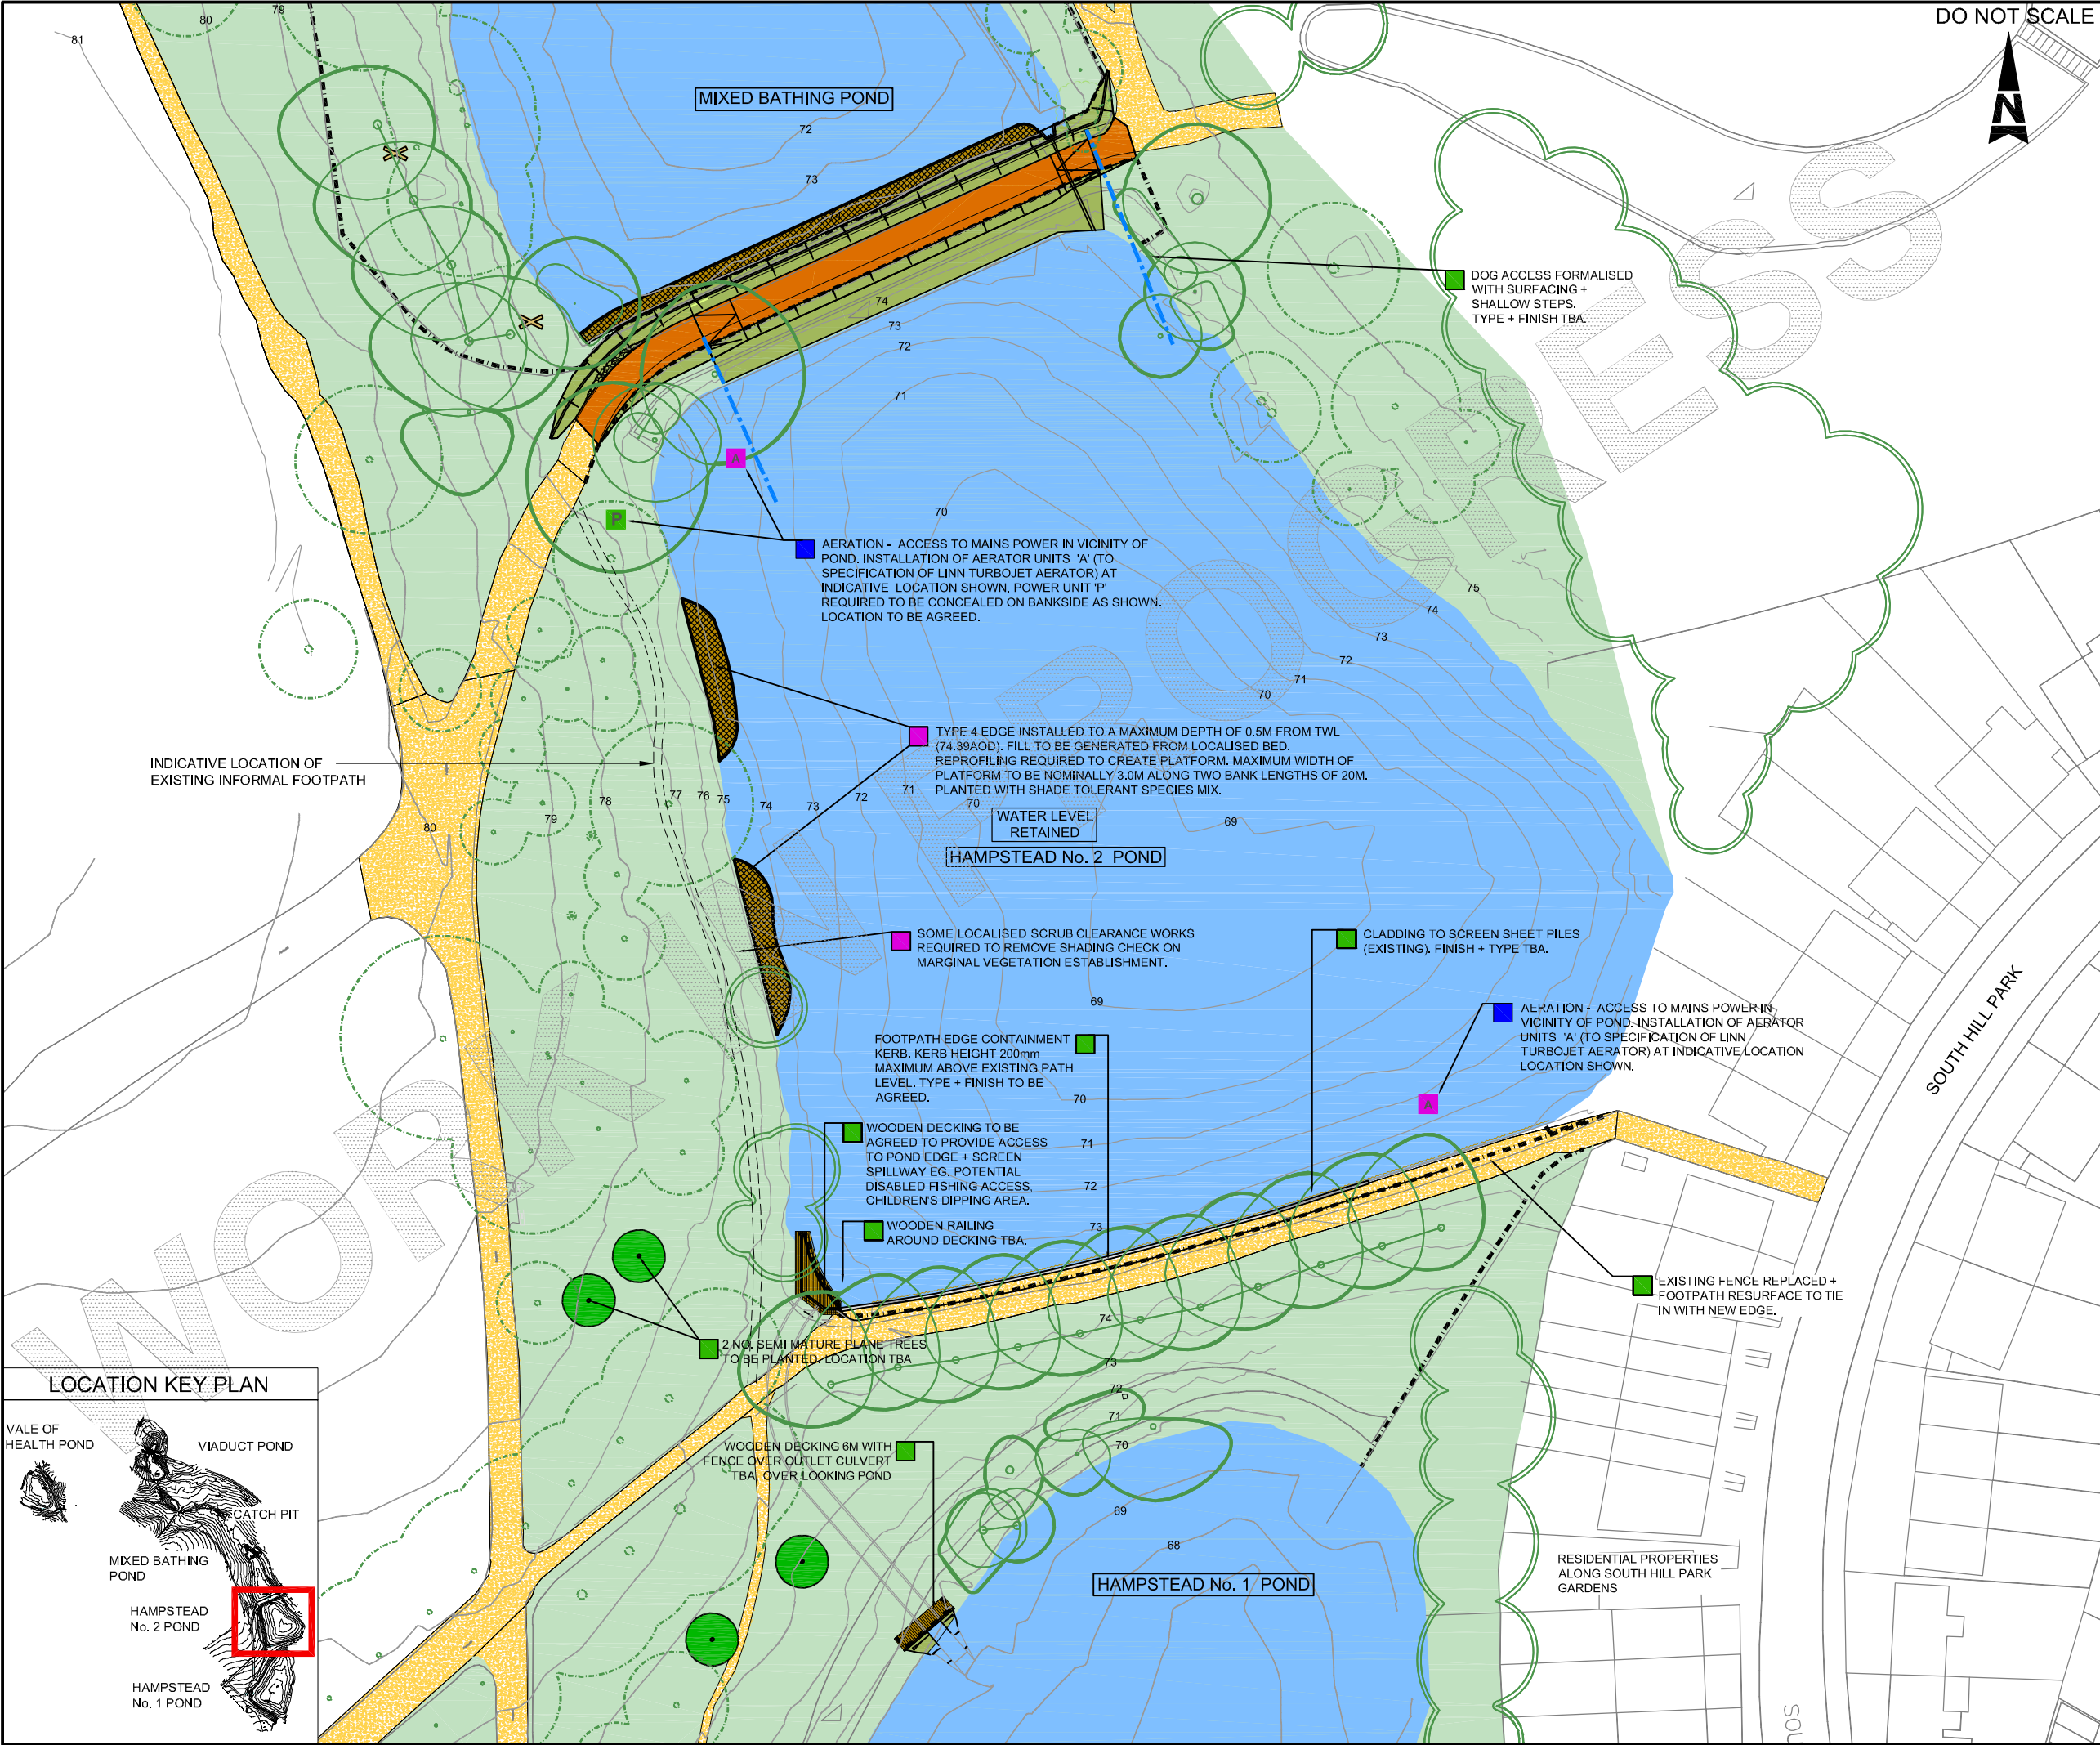 DO NOT SCALE
N
81
80
79
MIXED BATHING POND
72
73
74
DOG ACCESS FORMALISED
WITH SURFACING +
SHALLOW STEPS.
TYPE + FINISH TBA.
74
73
72
71
70
A
P
AERATION - ACCESS TO MAINS POWER IN VICINITY OF
POND. INSTALLATION OF AERATOR UNITS 'A' (TO
SPECIFICATION OF LINN TURBOJET AERATOR) AT
INDICATIVE LOCATION SHOWN. POWER UNIT 'P'
REQUIRED TO BE CONCEALED ON BANKSIDE AS SHOWN.
LOCATION TO BE AGREED.
75
74
73
72
71
70
TYPE 4 EDGE INSTALLED TO A MAXIMUM DEPTH OF 0.5M FROM TWL
(74.39AOD). FILL TO BE GENERATED FROM LOCALISED BED.
REPROFILING REQUIRED TO CREATE PLATFORM. MAXIMUM WIDTH OF
PLATFORM TO BE NOMINALLY 3.0M ALONG TWO BANK LENGTHS OF 20M.
PLANTED WITH SHADE TOLERANT SPECIES MIX.
INDICATIVE LOCATION OF
EXISTING INFORMAL FOOTPATH
80
79
78
77
76
75
74
73
72
71
70
69
WATER LEVEL
RETAINED
HAMPSTEAD No. 2 POND
SOME LOCALISED SCRUB CLEARANCE WORKS
REQUIRED TO REMOVE SHADING CHECK ON
MARGINAL VEGETATION ESTABLISHMENT.
CLADDING TO SCREEN SHEET PILES
(EXISTING). FINISH + TYPE TBA.
69
AERATION - ACCESS TO MAINS POWER IN
VICINITY OF POND. INSTALLATION OF AERATOR
UNITS 'A' (TO SPECIFICATION OF LINN
TURBOJET AERATOR) AT INDICATIVE LOCATION
LOCATION SHOWN.
A
SOUTH HILL PARK
FOOTPATH EDGE CONTAINMENT
KERB. KERB HEIGHT 200mm
MAXIMUM ABOVE EXISTING PATH
LEVEL. TYPE + FINISH TO BE
AGREED.
70
71
72
73
WOODEN DECKING TO BE
AGREED TO PROVIDE ACCESS
TO POND EDGE + SCREEN
SPILLWAY EG. POTENTIAL
DISABLED FISHING ACCESS,
CHILDREN'S DIPPING AREA.
WOODEN RAILING
AROUND DECKING TBA.
EXISTING FENCE REPLACED +
FOOTPATH RESURFACE TO TIE
IN WITH NEW EDGE.
2 NO. SEMI MATURE PLANE TREES
TO BE PLANTED. LOCATION TBA
74
73
72
71
70
69
68
WOODEN DECKING 6M WITH
FENCE OVER OUTLET CULVERT
TBA. OVER LOOKING POND
HAMPSTEAD No. 1 POND
RESIDENTIAL PROPERTIES
ALONG SOUTH HILL PARK
GARDENS
SOU
LOCATION KEY PLAN
VALE OF
HEALTH POND
VIADUCT POND
CATCH PIT
MIXED BATHING
POND
HAMPSTEAD
No. 2 POND
HAMPSTEAD
No. 1 POND
WORK IN PROGRESS